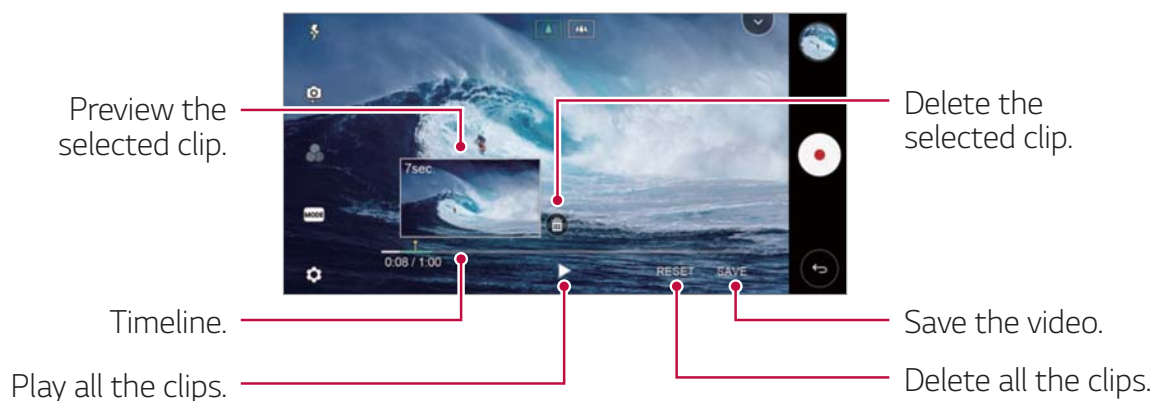 Preview the
selected clip.
Delete the
selected clip.
7sec.
MODE
0:08 / 1:00
RESET
SAVE
Timeline.
Save the video.
Play all the clips.
Delete all the clips.